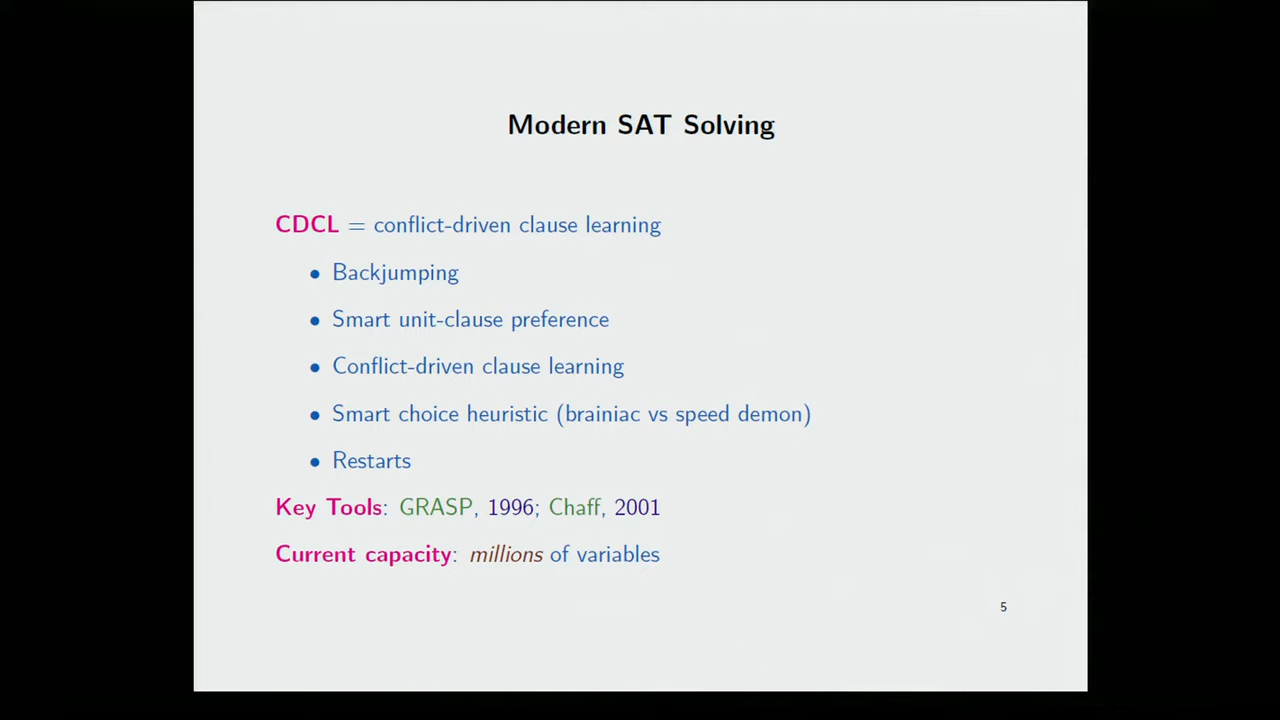 Modern SAT Solving
CDCL = conflict-driven clause learning
• Backjumping
• Smart unit-clause preference
• Conflict-driven clause learning
• Smart choice heuristic (brainiac vs speed demon)
• Restarts
Key Tools: GRASP, 1996; Chaff, 2001
Current capacity: millions of variables
5